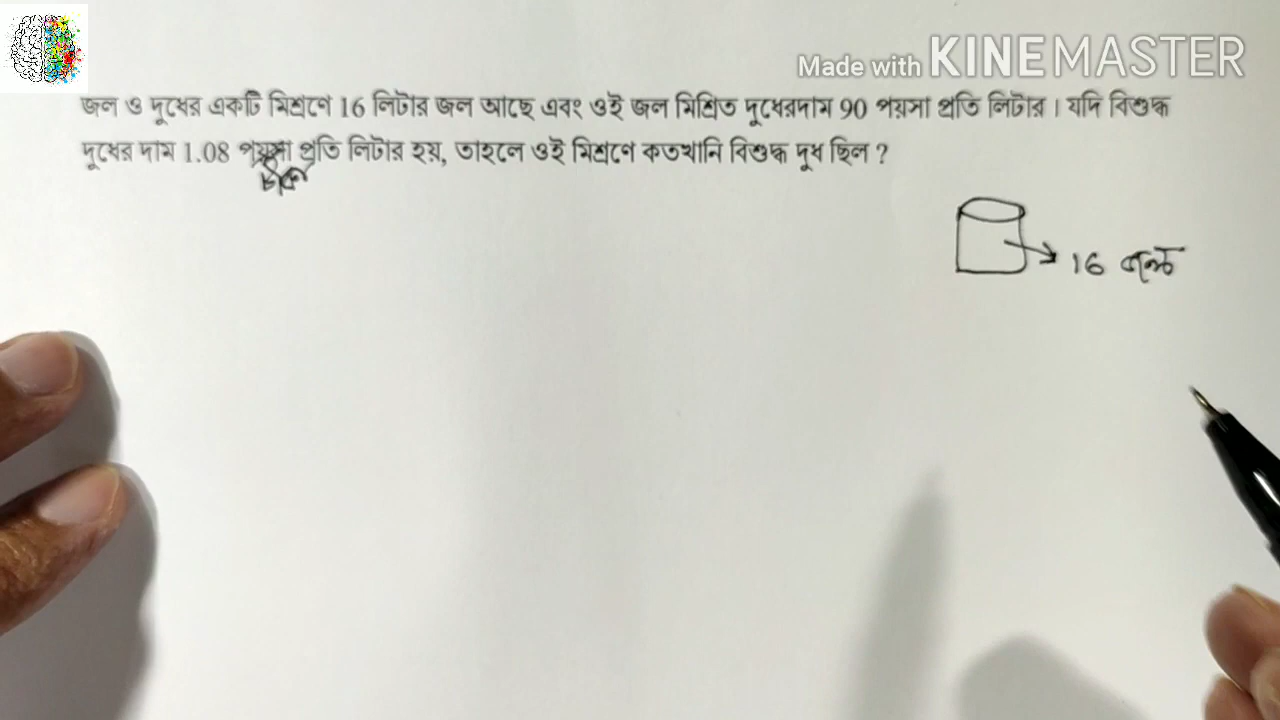 Made with KINEMASTER
জল ও দুধের একটি মিশ্রণে 16 লিটার জল আছে এবং ওই জল মিশ্রিত দুধেরদাম 90 পয়সা প্রতি লিটার । যদি বিশুদ্ধ
দুধের দাম 1.08 পয়সা প্রতি লিটার হয়, তাহলে ওই মিশ্রণে কতখানি বিশুদ্ধ দুধ ছিল ?
টাকা
16 জল